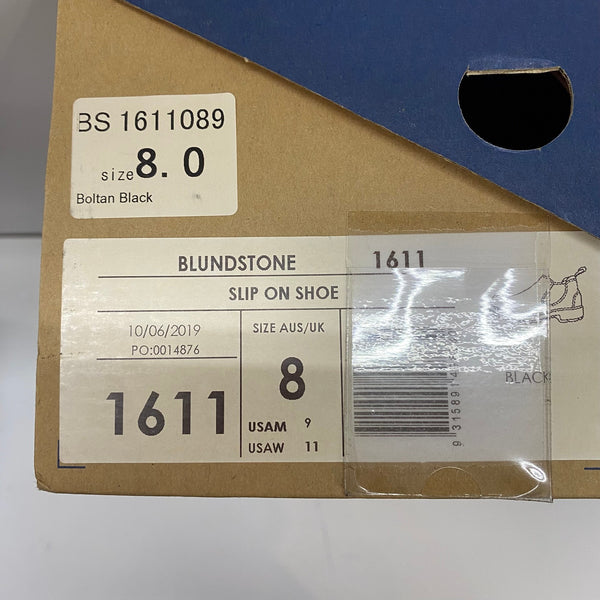 BS 1611089
size 8.0
Boltan Black
BLUNDSTONE 1611
SLIP ON SHOE
10/06/2019
PO:0014876
1611
SIZE AUS/UK
8
USAM 9
USAW 11
BLACK